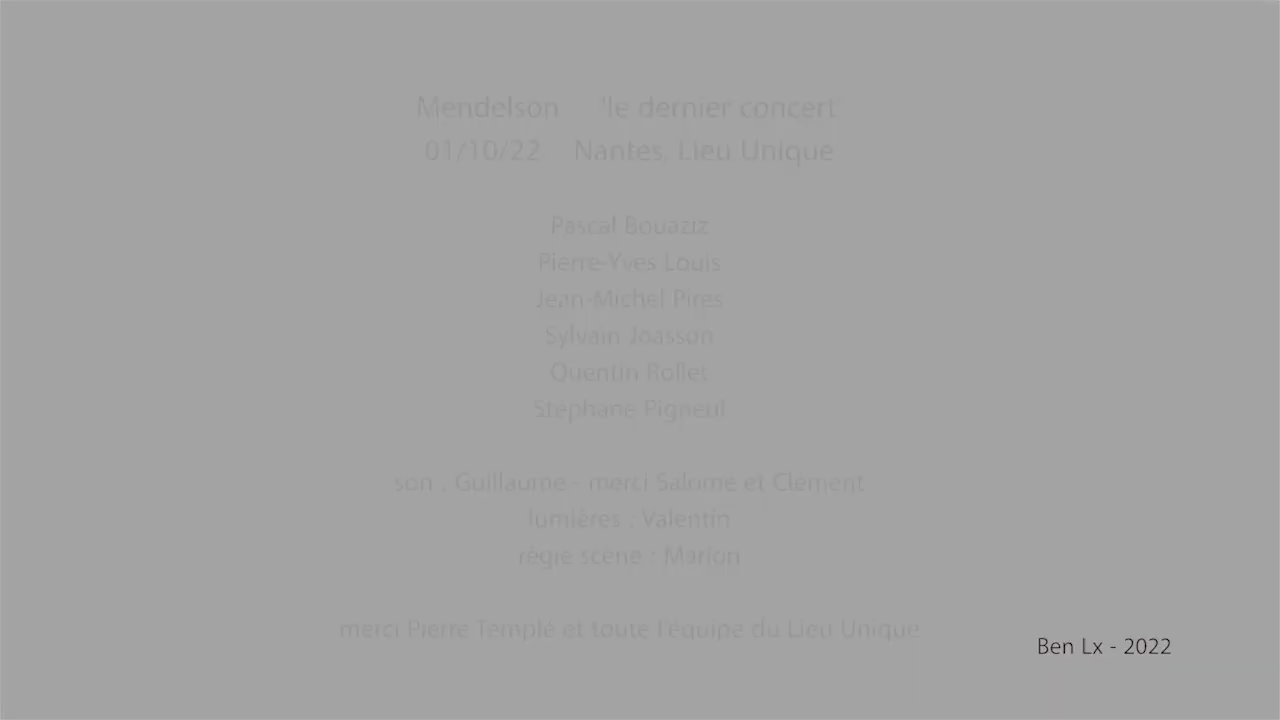 Mendelson 'le dernier concert'
01/10/22 Nantes, Lieu Unique
Pascal Bouaziz
Pierre-Yves Louis
Jean-Michel Pires
Sylvain Joasson
Quentin Rollet
Stéphane Pigneul
son : Guillaume - merci Salomé et Clément
lumières : Valentin
régie scène : Marion
merci Pierre Templé et toute l'équipe du Lieu Unique
Ben Lx - 2022